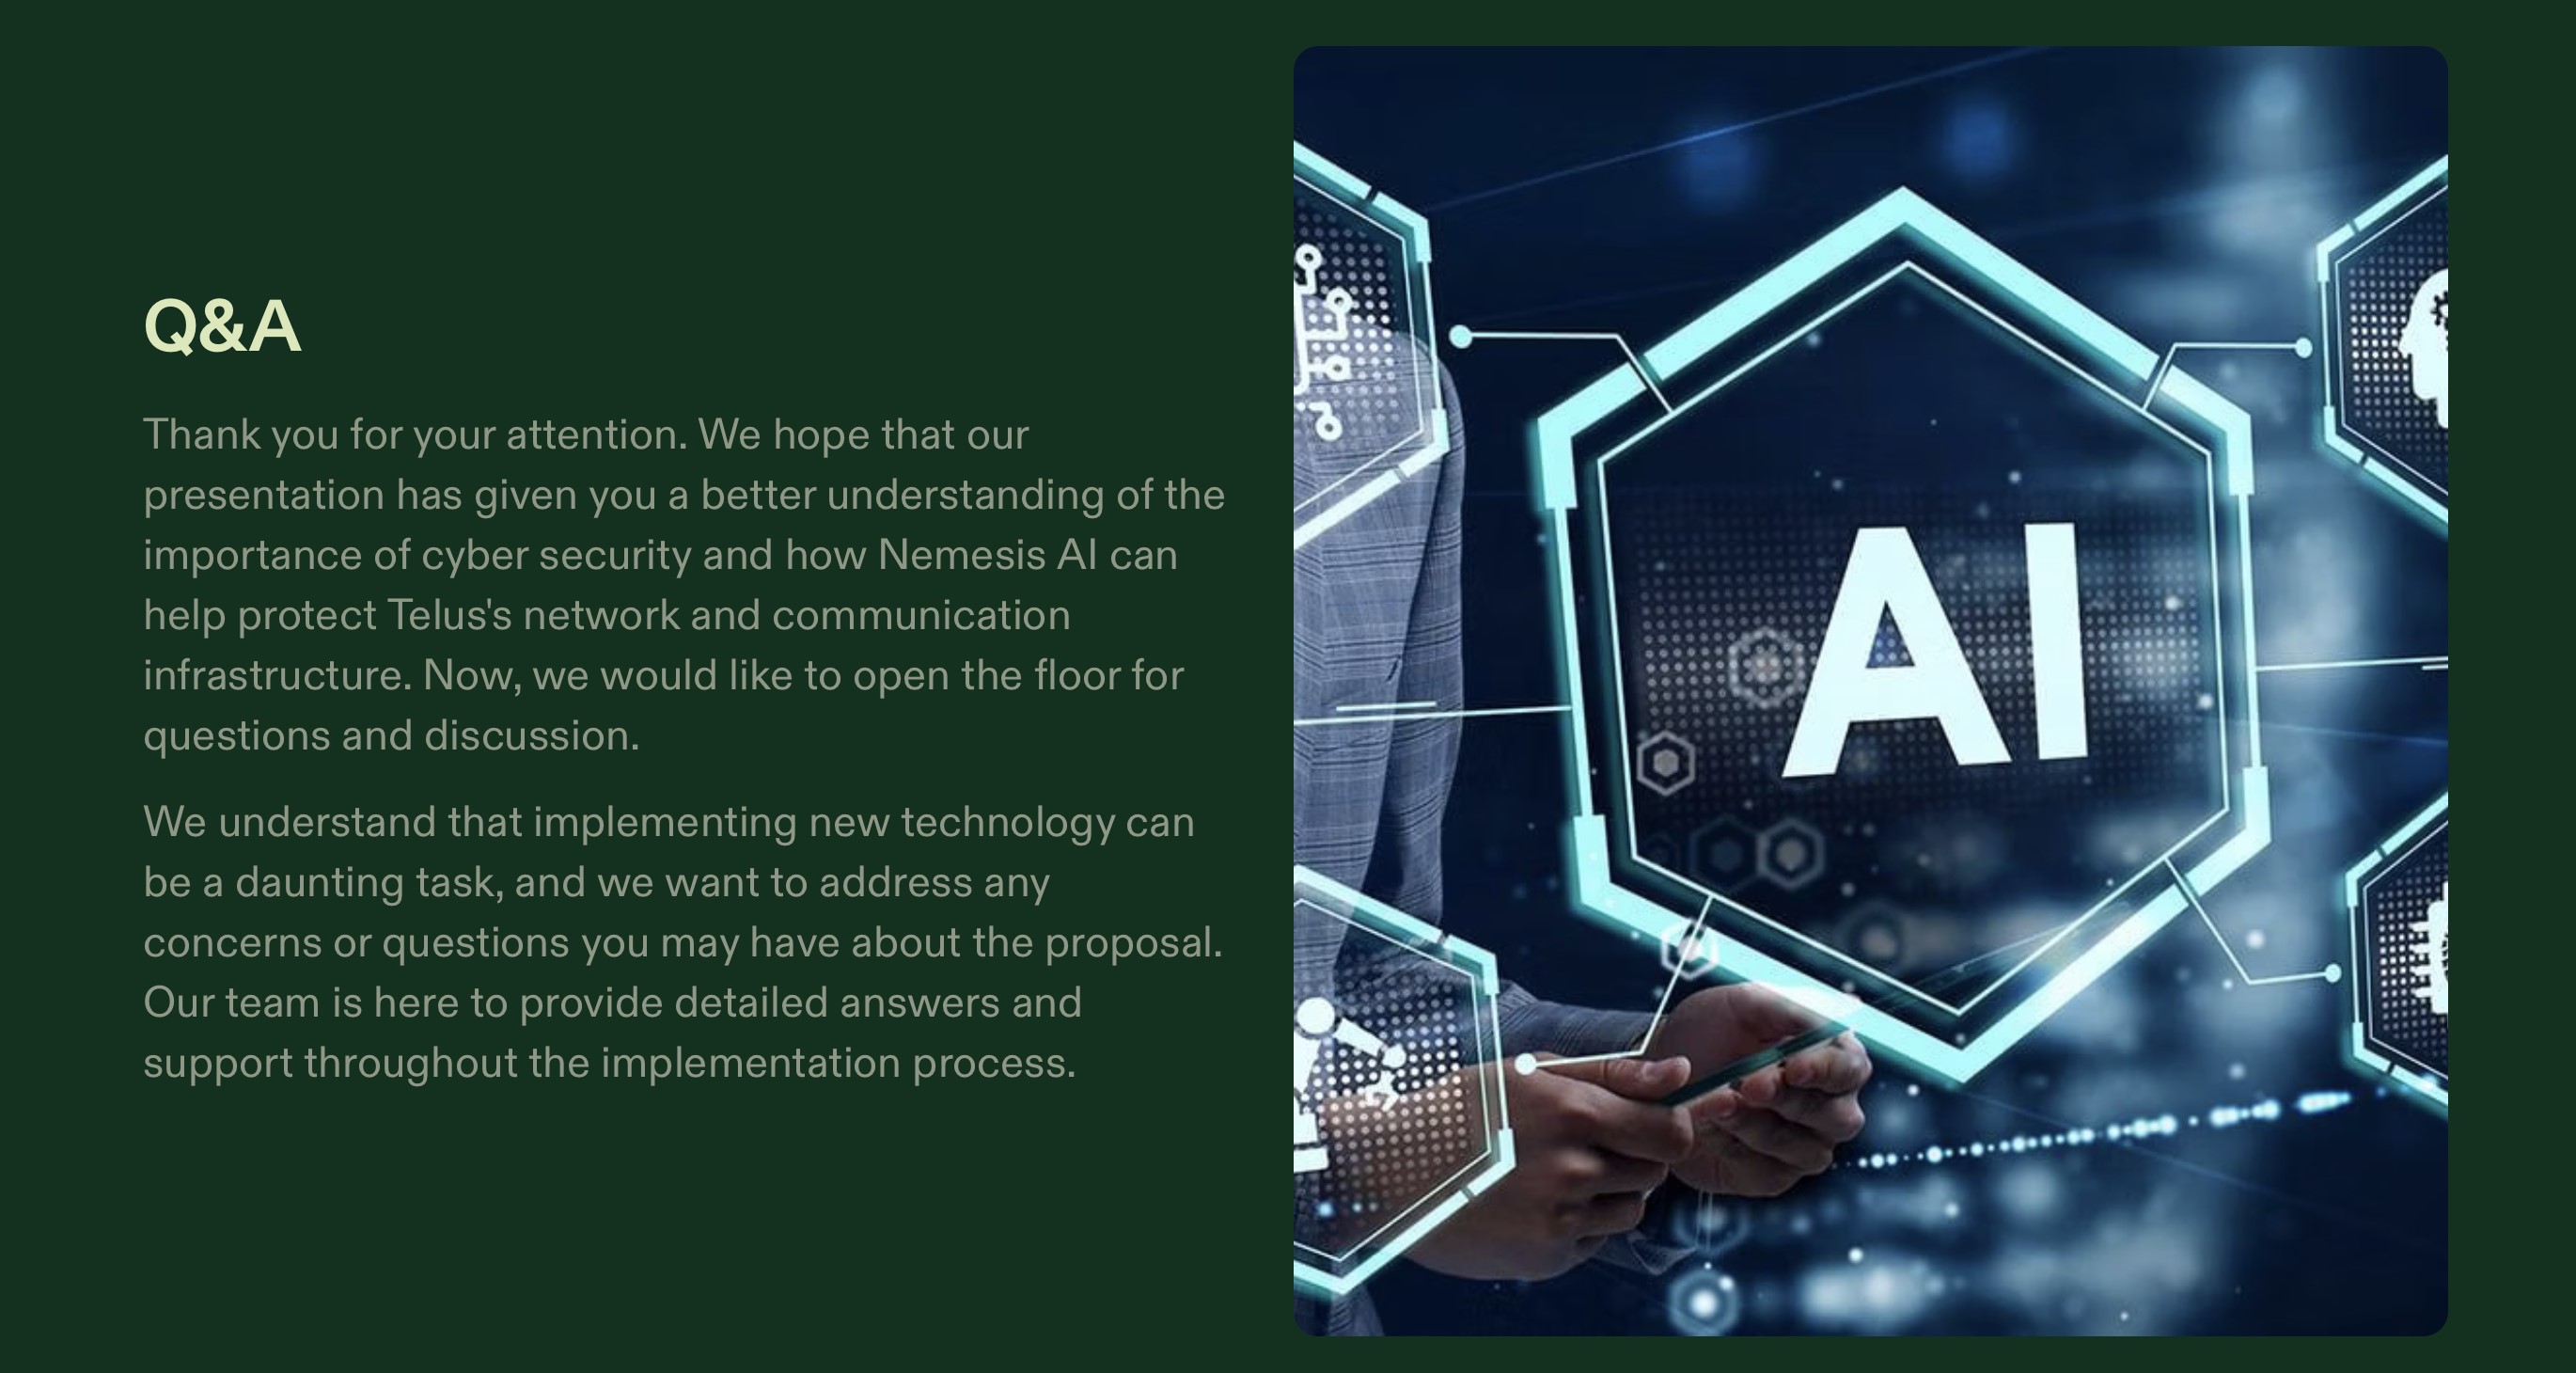 Q&A
Thank you for your attention. We hope that our
presentation has given you a better understanding of the
importance of cyber security and how Nemesis AI can
help protect Telus's network and communication
infrastructure. Now, we would like to open the floor for
questions and discussion.
We understand that implementing new technology can
be a daunting task, and we want to address any
concerns or questions you may have about the proposal.
Our team is here to provide detailed answers and
support throughout the implementation process.
AI